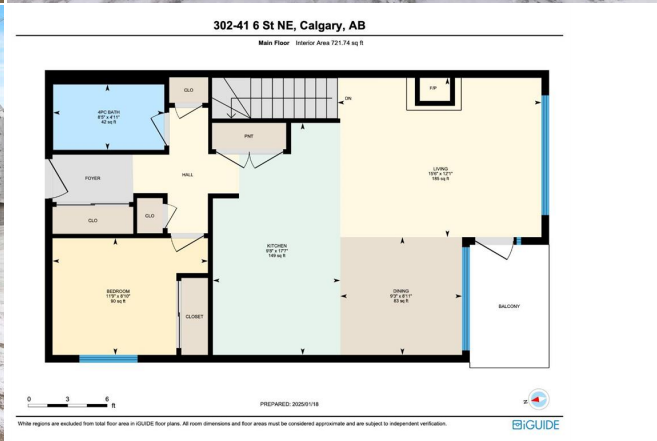 302-41 6 St NE, Calgary, AB
Main Floor Interior Area 721.74 sq ft
CLO
DN
F/P
4PC BATH
8'8" x 4'11"
42 sq ft
PNT
FOYER
HALL
LIVING
15'6" x 12'1"
185 sq ft
CLO
CLO
KITCHEN
9'9" x 17'7"
149 sq ft
BEDROOM
11'9" x 8'10"
90 sq ft
DINING
9'3" x 8'11"
83 sq ft
BALCONY
CLOSET
0 3 6
ft
PREPARED: 2025/01/18
N
iGUIDE
White regions are excluded from total floor area in iGUIDE floor plans. All room dimensions and floor areas must be considered approximate and are subject to independent verification.